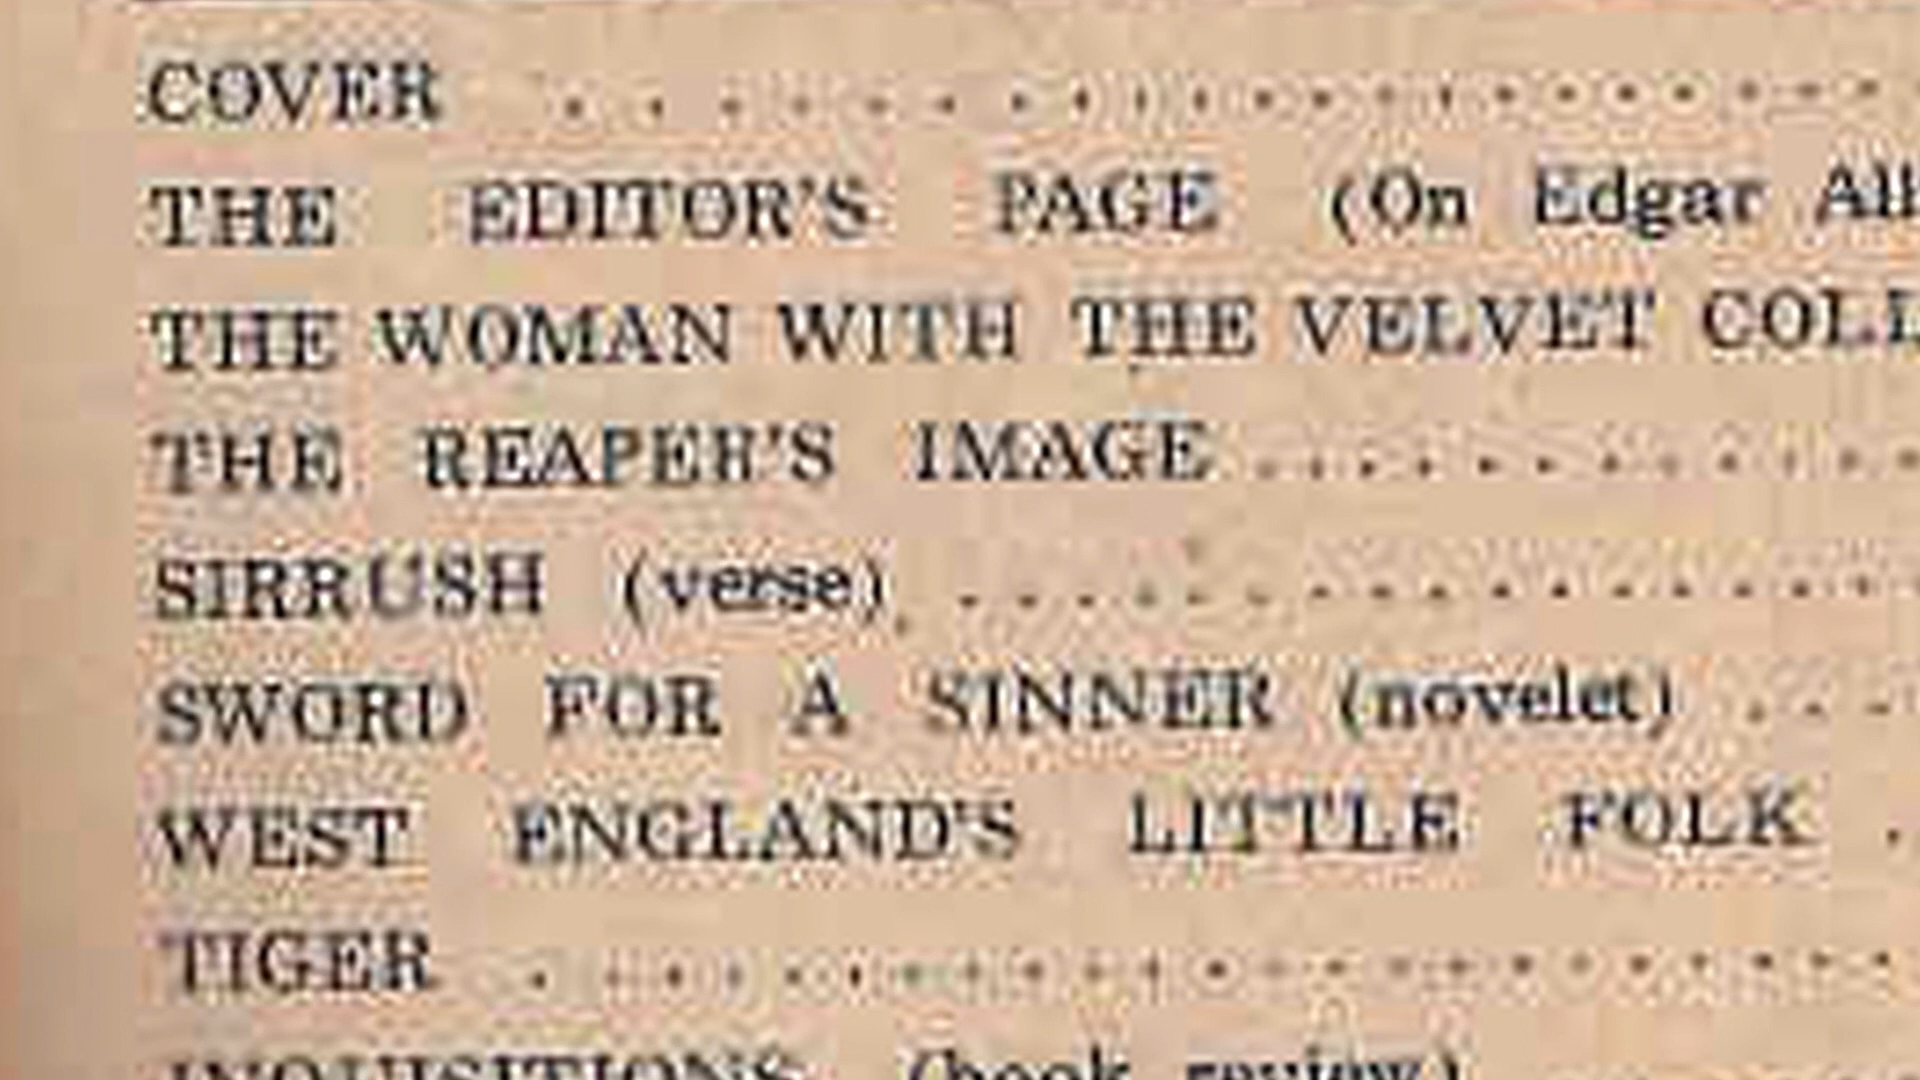 COVER . . . . . . . . . . . . . . . . . . . . . .
THE EDITOR'S PAGE (On Edgar All
THE WOMAN WITH THE VELVET COLL
THE REAPER'S IMAGE . . . . . . . . . . . .
SIRRUSH (verse) . . . . . . . . . . . . . . . . .
SWORD FOR A SINNER (novelet) . . .
WEST ENGLAND'S LITTLE FOLK .
TIGER . . . . . . . . . . . . . . . . . . . . . . .
INQUISITIONS (book review)